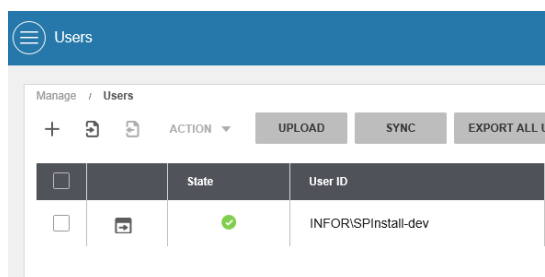 Users
Manage / Users
ACTION UPLOAD SYNC EXPORT ALL
State User ID
INFOR\SPInstall-dev